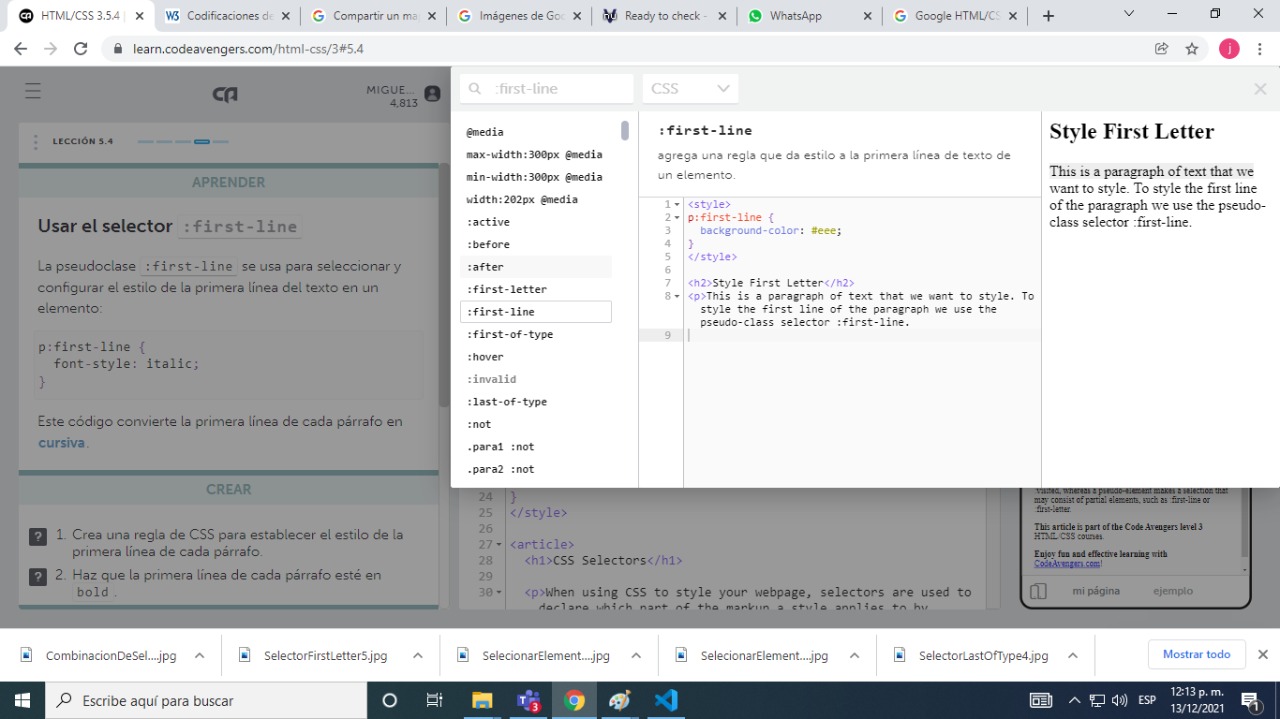 HTML/CSS 3.5.4 |
Codificaciones de
Compartir un ma
Imágenes de Goo
Ready to check -
WhatsApp
Google HTML/CS
learn.codeavengers.com/html-css/3#5.4
j
MIGUE...
4,813
LECCIÓN 5.4
APRENDER
Usar el selector :first-line
La pseudoclase :first-line se usa para seleccionar y
configurar el estilo de la primera línea del texto en un
elemento:
p:first-line {
font-style: italic;
}
Este código convierte la primera línea de cada párrafo en
cursiva.
CREAR
? 1. Crea una regla de CSS para establecer el estilo de la
primera línea de cada párrafo.
? 2. Haz que la primera línea de cada párrafo esté en
bold .
:first-line
CSS
@media
max-width:300px @media
min-width:300px @media
width:202px @media
:active
:before
:after
:first-letter
:first-line
:first-of-type
:hover
:invalid
:last-of-type
:not
.para1 :not
.para2 :not
:first-line
agrega una regla que da estilo a la primera línea de texto de
un elemento.
1 <style>
2 p:first-line {
3 background-color: #eee;
4 }
5 </style>
6
7 <h2>Style First Letter</h2>
8 <p>This is a paragraph of text that we want to style. To
style the first line of the paragraph we use the
pseudo-class selector :first-line.
9
Style First Letter
This is a paragraph of text that we
want to style. To style the first line
of the paragraph we use the pseudo-
class selector :first-line.
24 }
25 </style>
26
27 <article>
28 <h1>CSS Selectors</h1>
29
30 <p>When using CSS to style your webpage, selectors are used to
declare which part of the markup a style applies to by
visited, whereas a pseudo-element makes a selection that
may consist of partial elements, such as :first-line or
:first-letter.
This article is part of the Code Avengers level 3
HTML/CSS courses.
Enjoy fun and effective learning with
CodeAvengers.com!
mi página
ejemplo
CombinacionDeSel....jpg
SelectorFirstLetter5.jpg
SelecionarElement....jpg
SelecionarElement....jpg
SelectorLastOfType4.jpg
Mostrar todo
Escribe aquí para buscar
3
ESP
12:13 p. m.
13/12/2021
1